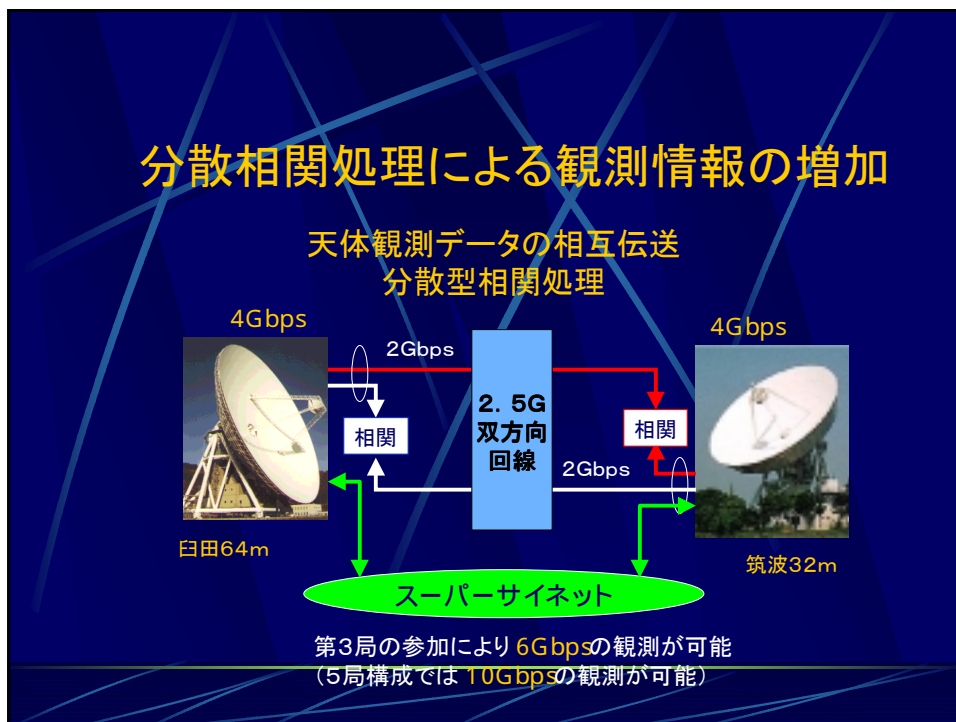 分散相関処理による観測情報の増加
天体観測データの相互伝送
分散型相関処理
4Gbps
4Gbps
2Gbps
2．5G
双方向
回線
相関
相関
2Gbps
臼田64m
筑波32m
スーパーサイネット
第3局の参加により 6Gbpsの観測が可能
（5局構成では 10Gbpsの観測が可能）